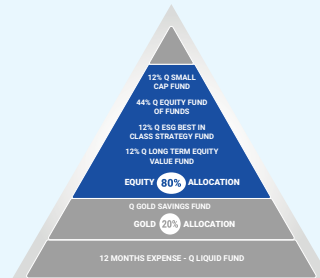 12% Q SMALL
CAP FUND
44% Q EQUITY FUND
OF FUNDS
12% Q ESG BEST IN
CLASS STRATEGY FUND
12% Q LONG TERM EQUITY
VALUE FUND
EQUITY 80% ALLOCATION
Q GOLD SAVINGS FUND
GOLD 20% ALLOCATION
12 MONTHS EXPENSE - Q LIQUID FUND